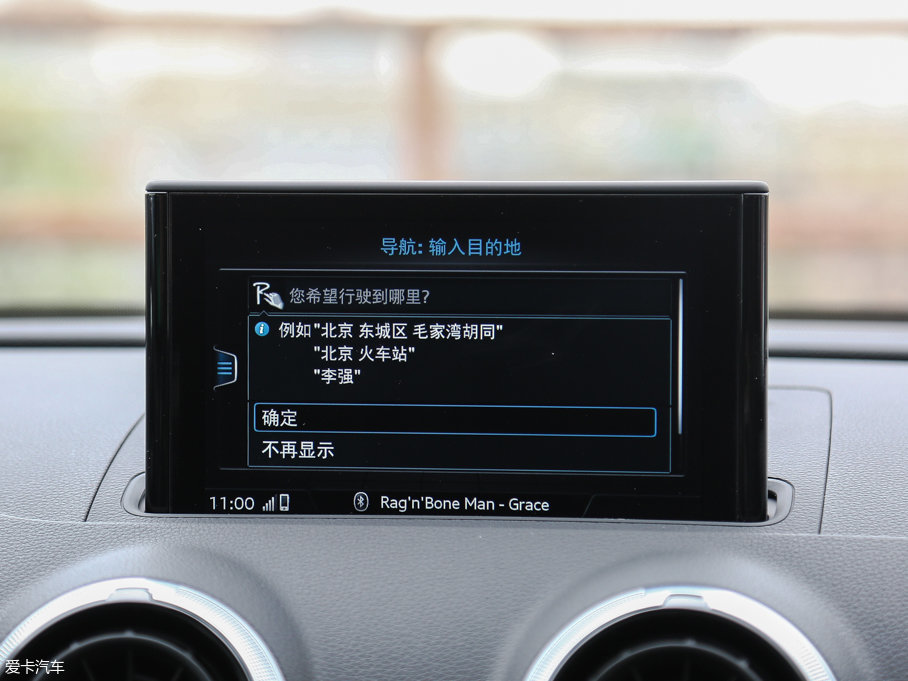 导航: 输入目的地
您希望行驶到哪里?
例如"北京 东城区 毛家湾胡同"
"北京 火车站"
"李强"
确定
不再显示
11:00 Rag'n'Bone Man - Grace
爱卡汽车